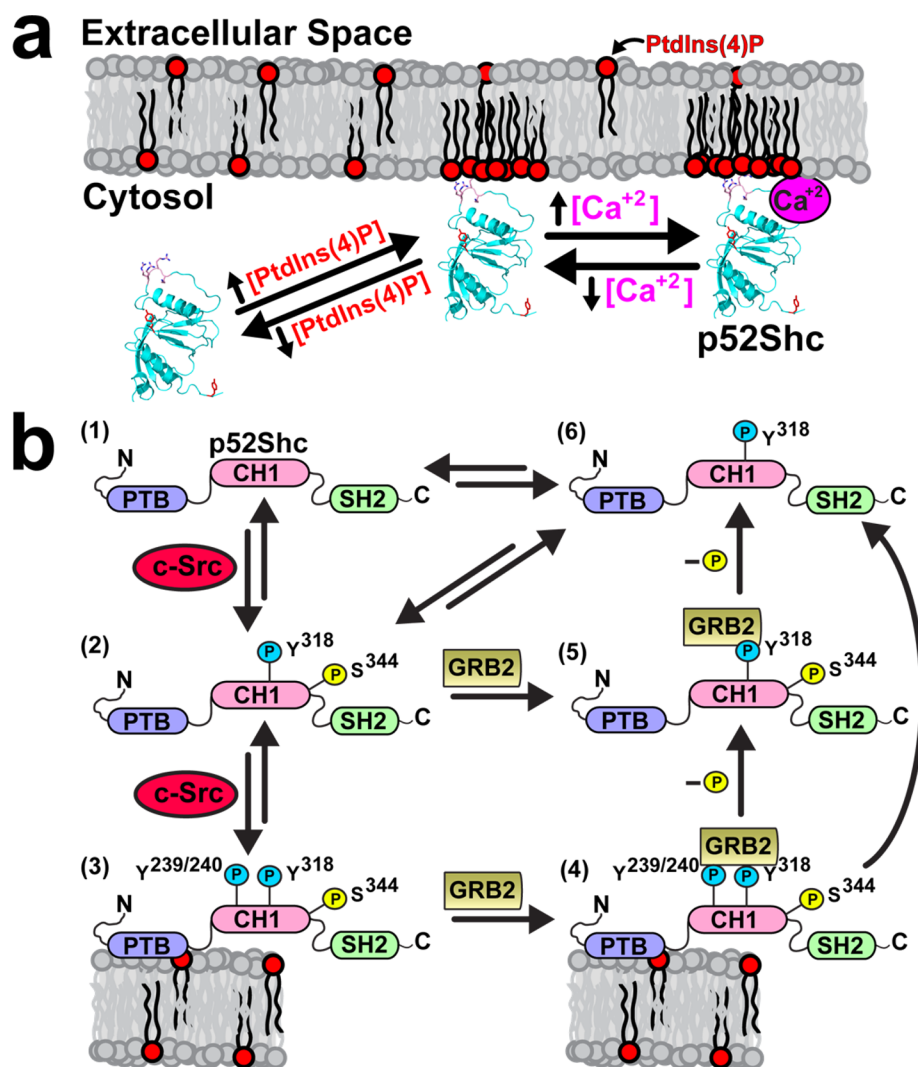 a
Extracellular Space
PtdIns(4)P
Cytosol
Ca+2
[Ca+2]
[PtdIns(4)P]
[PtdIns(4)P]
[Ca+2]
p52Shc
b
(1)
N
p52Shc
PTB
CH1
SH2
C
(6)
N
P
Y318
PTB
CH1
SH2
C
c-Src
– P
(2)
N
P
Y318
P
S344
PTB
CH1
SH2
C
GRB2
(5)
N
GRB2
P
Y318
P
S344
PTB
CH1
SH2
C
c-Src
– P
(3)
N
Y239/240
P
P
Y318
P
S344
PTB
CH1
SH2
C
GRB2
(4)
N
GRB2
Y239/240
P
P
Y318
P
S344
PTB
CH1
SH2
C